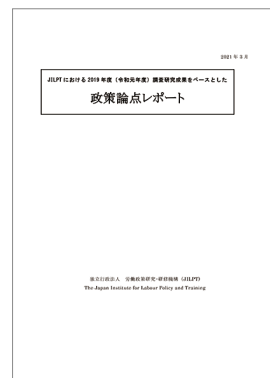 2021 年 3 月
JILPT における 2019 年度（令和元年度）調査研究成果をベースとした
政策論点レポート
独立行政法人 労働政策研究・研修機構（JILPT）
The Japan Institute for Labour Policy and Training